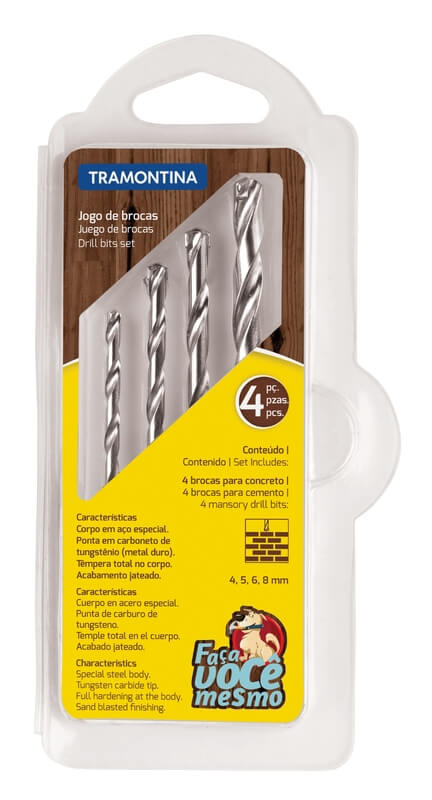 TRAMONTINA
Jogo de brocas
Juego de brocas
Drill bits set
4 pç.
pzas.
pcs.
Conteúdo |
Contenido | Set Includes:
4 brocas para concreto |
4 brocas para cemento |
4 mansory drill bits:
4, 5, 6, 8 mm
Características
Corpo em aço especial.
Ponta em carboneto de
tungstênio (metal duro).
Têmpera total no corpo.
Acabamento jateado.
Características
Cuerpo en acero especial.
Punta de carburo de
tungsteno.
Temple total en el cuerpo.
Acabado jateado.
Characteristics
Special steel body.
Tungsten carbide tip.
Full hardening at the body.
Sand blasted finishing.
Faça
você
mesmo